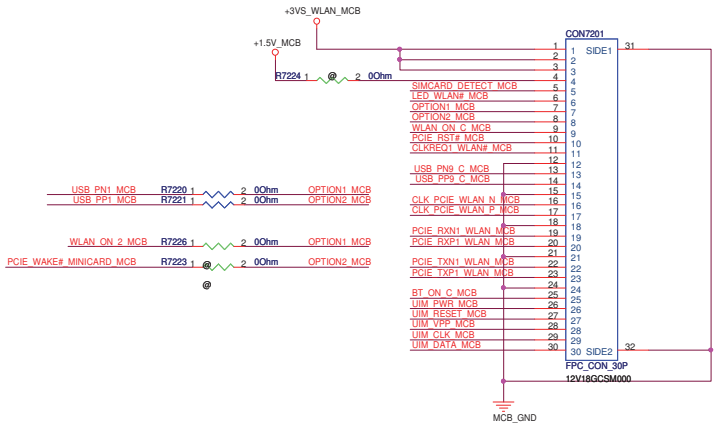 +3VS_WLAN_MCB
+1.5V_MCB
R7224 1 @ 2 0Ohm
CON7201
1 1 SIDE1 31
2 2
3 3
4 4
SIMCARD_DETECT_MCB 5 5
LED_WLAN#_MCB 6 6
OPTION1_MCB 7 7
OPTION2_MCB 8 8
WLAN_ON_C_MCB 9 9
PCIE_RST#_MCB 10 10
CLKREQ1_WLAN#_MCB 11 11
12 12
USB_PN9_C_MCB 13 13
USB_PP9_C_MCB 14 14
15 15
CLK_PCIE_WLAN_N_MCB 16 16
CLK_PCIE_WLAN_P_MCB 17 17
18 18
PCIE_RXN1_WLAN_MCB 19 19
PCIE_RXP1_WLAN_MCB 20 20
21 21
PCIE_TXN1_WLAN_MCB 22 22
PCIE_TXP1_WLAN_MCB 23 23
24 24
BT_ON_C_MCB 25 25
UIM_PWR_MCB 26 26
UIM_RESET_MCB 27 27
UIM_VPP_MCB 28 28
UIM_CLK_MCB 29 29
UIM_DATA_MCB 30 30 SIDE2 32
FPC_CON_30P
12V18GCSM000
MCB_GND
USB_PN1_MCB R7220 1 2 0Ohm OPTION1_MCB
USB_PP1_MCB R7221 1 2 0Ohm OPTION2_MCB
WLAN_ON_2_MCB R7226 1 2 0Ohm OPTION1_MCB
PCIE_WAKE#_MINICARD_MCB R7223 1 @ 2 0Ohm OPTION2_MCB
@